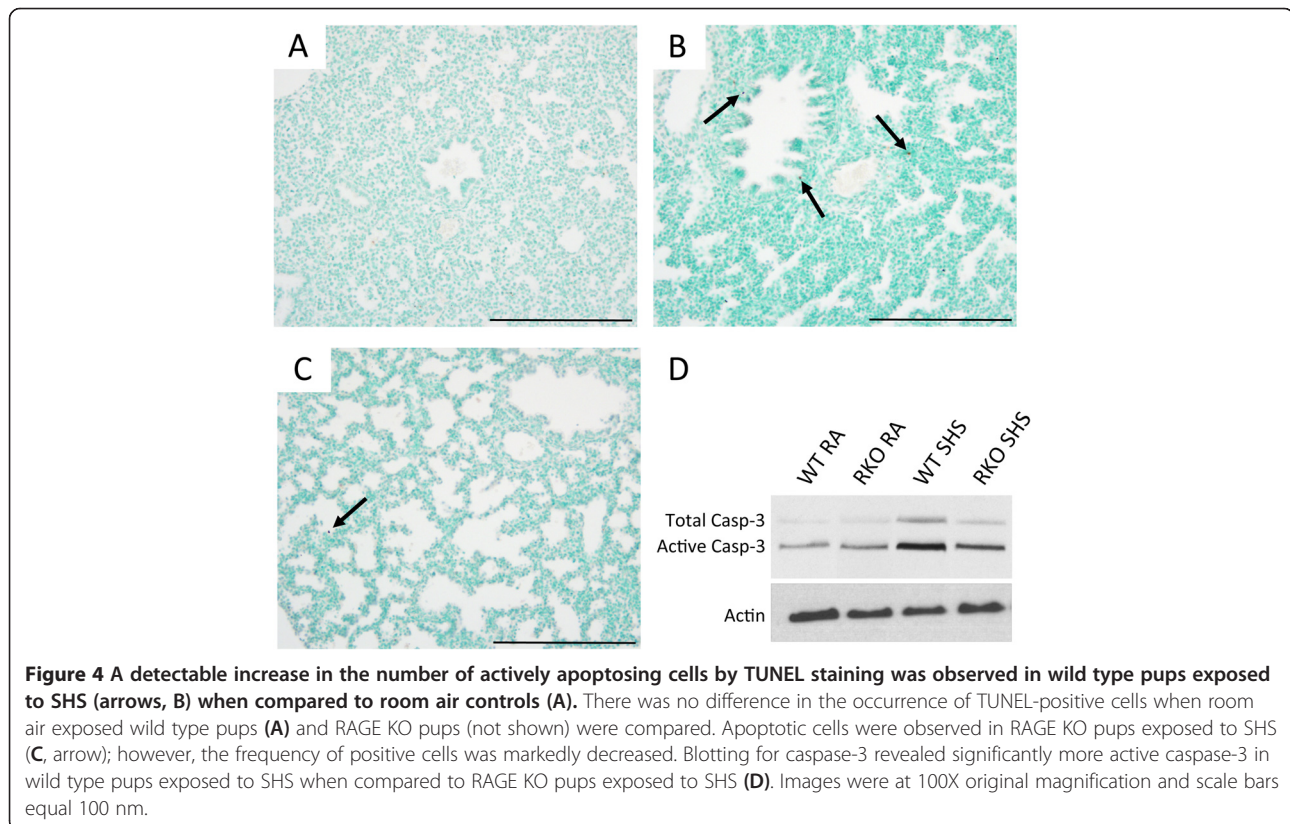 A
B
C
D
WT RA
RKO RA
WT SHS
RKO SHS
Total Casp-3
Active Casp-3
Actin
Figure 4 A detectable increase in the number of actively apoptosing cells by TUNEL staining was observed in wild type pups exposed
to SHS (arrows, B) when compared to room air controls (A). There was no difference in the occurrence of TUNEL-positive cells when room
air exposed wild type pups (A) and RAGE KO pups (not shown) were compared. Apoptotic cells were observed in RAGE KO pups exposed to SHS
(C, arrow); however, the frequency of positive cells was markedly decreased. Blotting for caspase-3 revealed significantly more active caspase-3 in
wild type pups exposed to SHS when compared to RAGE KO pups exposed to SHS (D). Images were at 100X original magnification and scale bars
equal 100 nm.